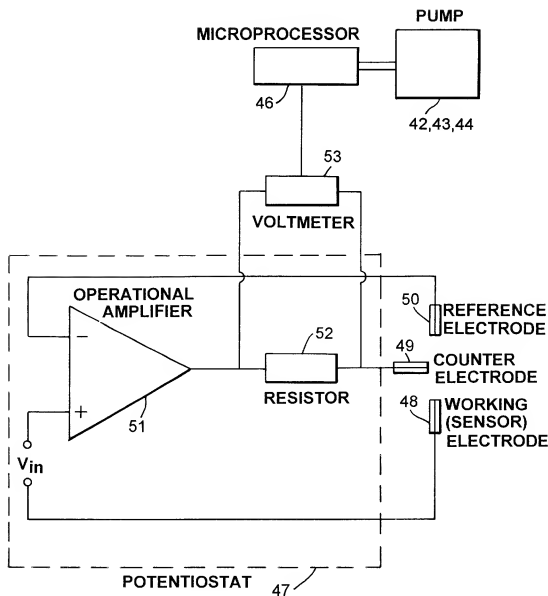 PUMP
MICROPROCESSOR
46
42,43,44
53
VOLTMETER
OPERATIONAL
AMPLIFIER
50
REFERENCE
ELECTRODE
−
52
49
COUNTER
ELECTRODE
RESISTOR
48
WORKING
(SENSOR)
ELECTRODE
+
51
Vin
POTENTIOSTAT
47